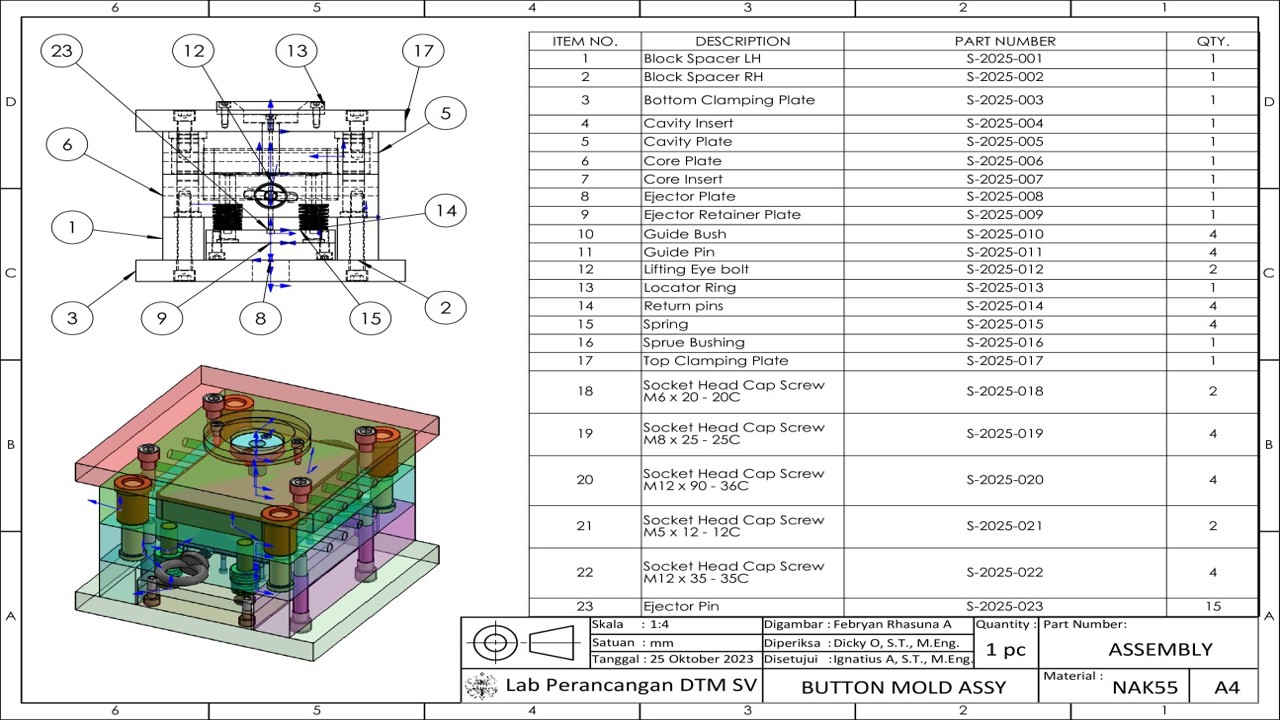 6 5 4 3 2 1
D
C
B
A
23 12 13 17
5
6
14
1
2
3 9 8 15
ITEM NO. DESCRIPTION PART NUMBER QTY.
1 Block Spacer LH S-2025-001 1
2 Block Spacer RH S-2025-002 1
3 Bottom Clamping Plate S-2025-003 1
4 Cavity Insert S-2025-004 1
5 Cavity Plate S-2025-005 1
6 Core Plate S-2025-006 1
7 Core Insert S-2025-007 1
8 Ejector Plate S-2025-008 1
9 Ejector Retainer Plate S-2025-009 1
10 Guide Bush S-2025-010 4
11 Guide Pin S-2025-011 4
12 Lifting Eye bolt S-2025-012 2
13 Locator Ring S-2025-013 1
14 Return pins S-2025-014 4
15 Spring S-2025-015 4
16 Sprue Bushing S-2025-016 1
17 Top Clamping Plate S-2025-017 1
18 Socket Head Cap Screw
M6 x 20 - 20C S-2025-018 2
19 Socket Head Cap Screw
M8 x 25 - 25C S-2025-019 4
20 Socket Head Cap Screw
M12 x 90 - 36C S-2025-020 4
21 Socket Head Cap Screw
M5 x 12 - 12C S-2025-021 2
22 Socket Head Cap Screw
M12 x 35 - 35C S-2025-022 4
23 Ejector Pin S-2025-023 15
D
C
B
A
Skala : 1:4
Satuan : mm
Tanggal : 25 Oktober 2023
Digambar : Febryan Rhasuna A
Diperiksa : Dicky O, S.T., M.Eng.
Disetujui : Ignatius A, S.T., M.Eng.
Quantity :
1 pc
Part Number:
ASSEMBLY
Lab Perancangan DTM SV
BUTTON MOLD ASSY
Material :
NAK55
A4
6 5 4 3 2 1